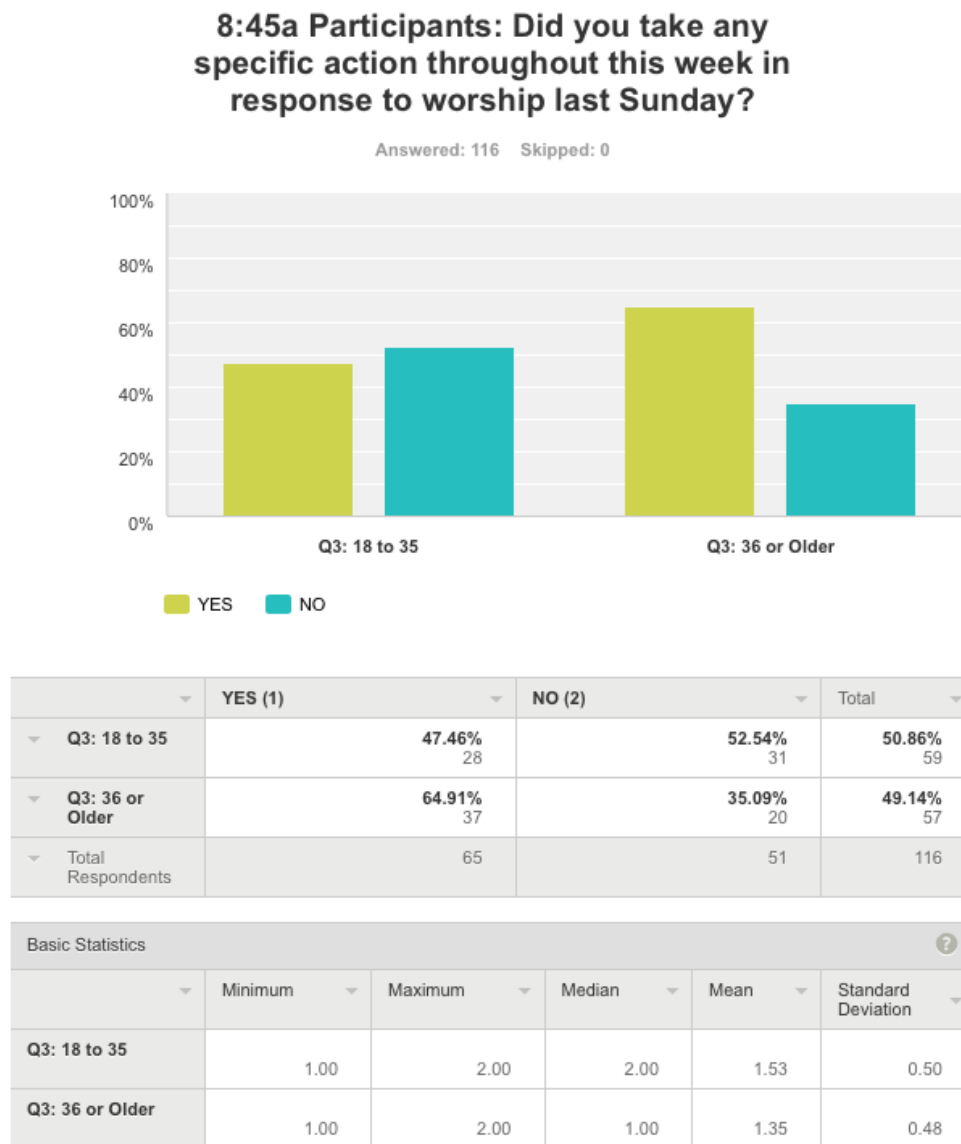 8:45a Participants: Did you take any
specific action throughout this week in
response to worship last Sunday?
Answered: 116 Skipped: 0
100%
80%
60%
40%
20%
0%
Q3: 18 to 35 Q3: 36 or Older
YES NO
YES (1) NO (2) Total
Q3: 18 to 35 47.46% 52.54% 50.86%
28 31 59
Q3: 36 or 64.91% 35.09% 49.14%
Older 37 20 57
Total 65 51 116
Respondents
Basic Statistics ?
Minimum Maximum Median Mean Standard
Deviation
Q3: 18 to 35
1.00 2.00 2.00 1.53 0.50
Q3: 36 or Older
1.00 2.00 1.00 1.35 0.48